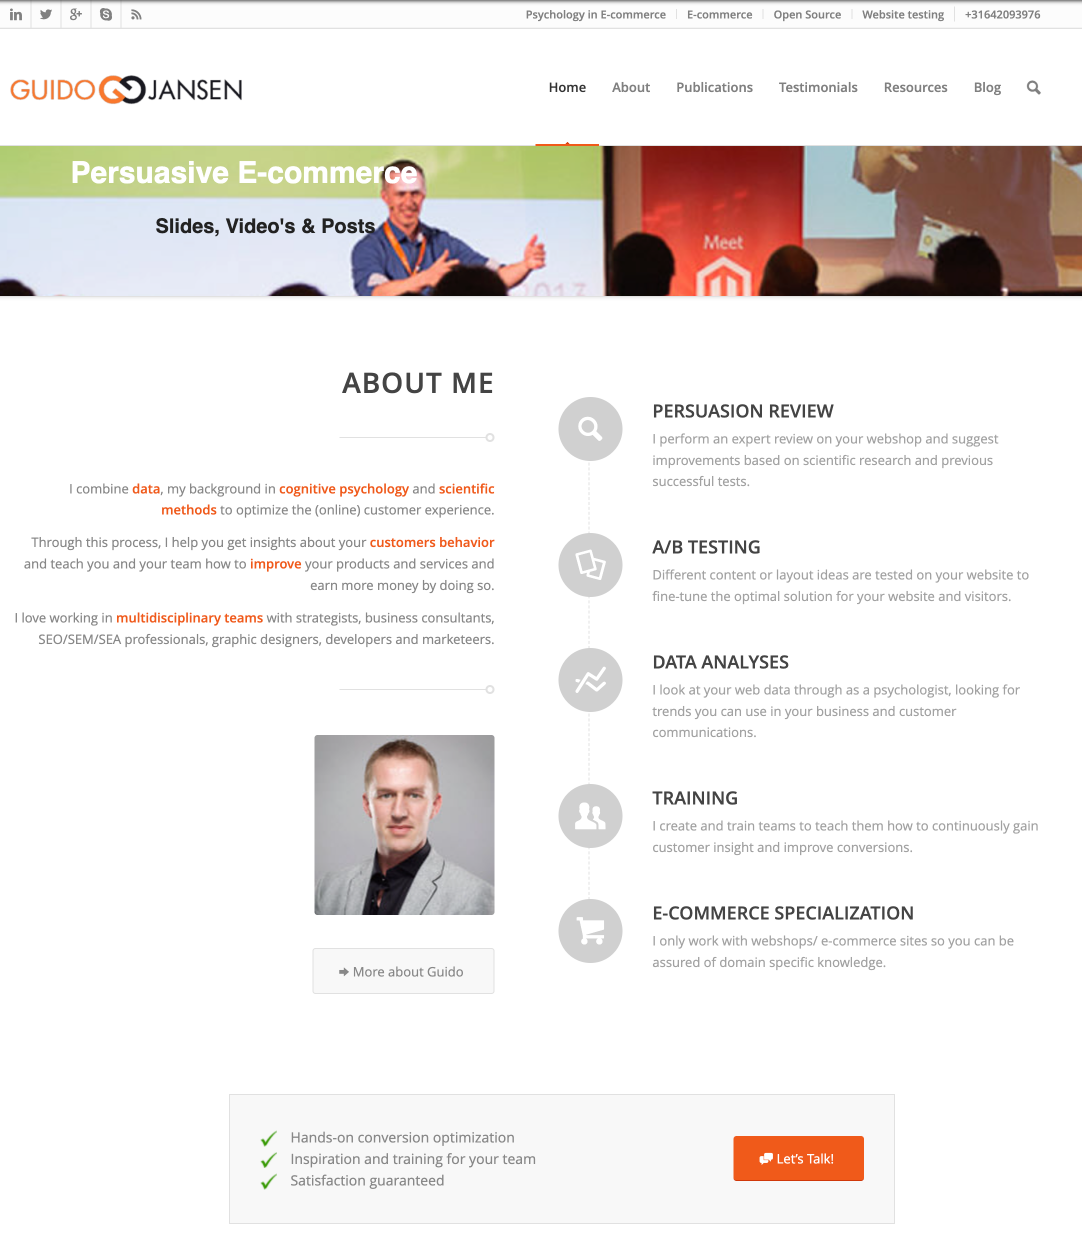 Psychology in E-commerce E-commerce Open Source Website testing +31642093976
GUIDO JANSEN
Home About Publications Testimonials Resources Blog
Persuasive E-commerce
Slides, Video's & Posts
Meet
2013
ABOUT ME
I combine data, my background in cognitive psychology and scientific
methods to optimize the (online) customer experience.
Through this process, I help you get insights about your customers behavior
and teach you and your team how to improve your products and services and
earn more money by doing so.
I love working in multidisciplinary teams with strategists, business consultants,
SEO/SEM/SEA professionals, graphic designers, developers and marketeers.
More about Guido
PERSUASION REVIEW
I perform an expert review on your webshop and suggest
improvements based on scientific research and previous
successful tests.
A/B TESTING
Different content or layout ideas are tested on your website to
fine-tune the optimal solution for your website and visitors.
DATA ANALYSES
I look at your web data through as a psychologist, looking for
trends you can use in your business and customer
communications.
TRAINING
I create and train teams to teach them how to continuously gain
customer insight and improve conversions.
E-COMMERCE SPECIALIZATION
I only work with webshops/ e-commerce sites so you can be
assured of domain specific knowledge.
Hands-on conversion optimization
Inspiration and training for your team
Satisfaction guaranteed
Let's Talk!